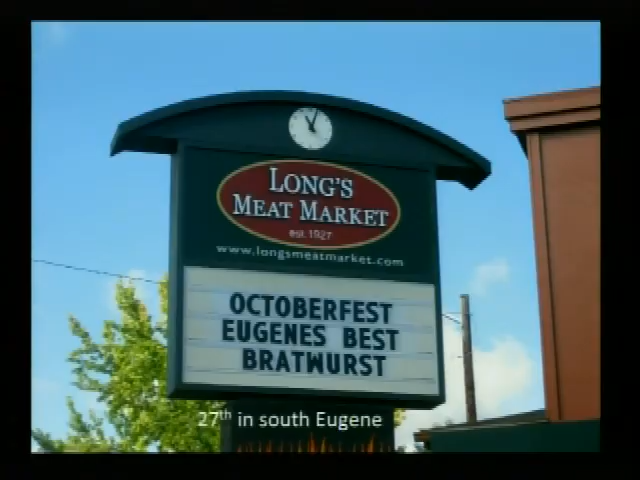 LONG'S
MEAT MARKET
est. 1927
www.longsmeatmarket.com
OCTOBERFEST
EUGENES BEST
BRATWURST
27th in south Eugene